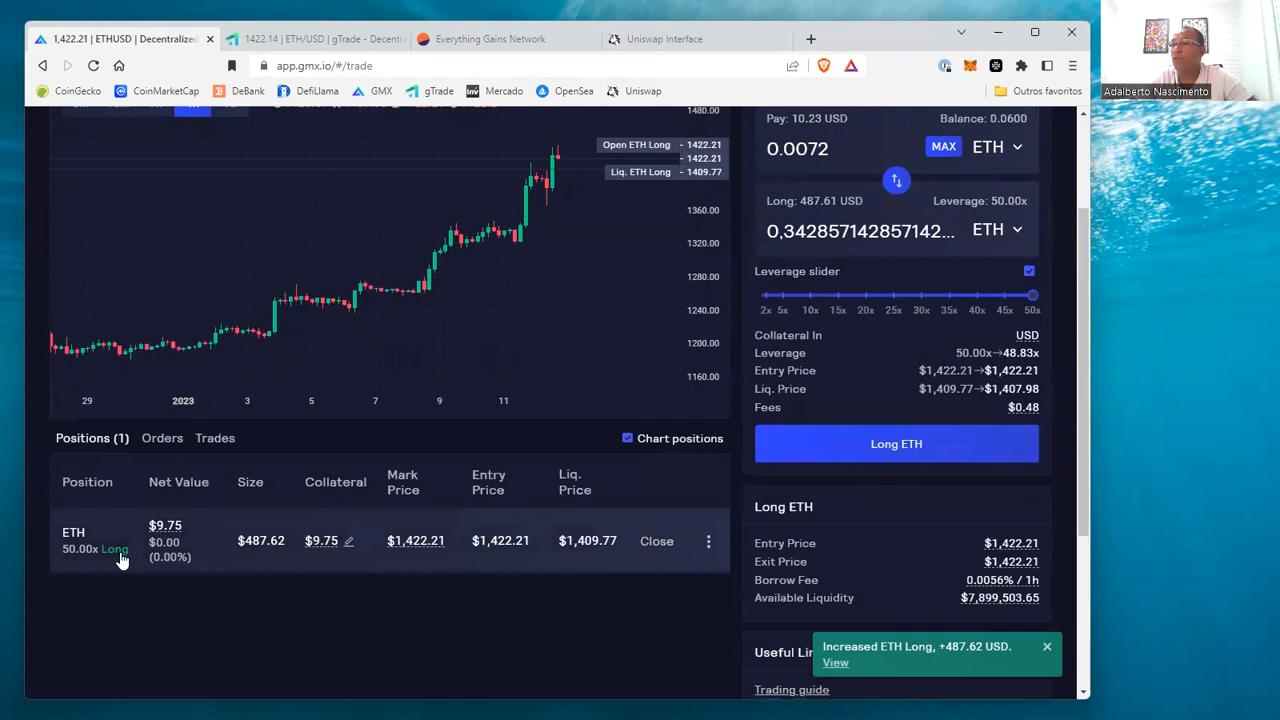 1,422.21 | ETHUSD | Decentralized
1422.14 | ETH/USD | gTrade - Decentra
Everything Gains Network
Uniswap Interface
app.gmx.io/#/trade
CoinGecko
CoinMarketCap
DeBank
DefiLlama
GMX
gTrade
Mercado
OpenSea
Uniswap
Outros favoritos
Adalberto Nascimento
1480.00
Open ETH Long - 1422.21
- 1422.21
Liq. ETH Long - 1409.77
1360.00
1320.00
1280.00
1240.00
1200.00
1160.00
29 2023 3 5 7 9 11
Pay: 10.23 USD Balance: 0.0600
0.0072 MAX ETH
Long: 487.61 USD Leverage: 50.00x
0,342857142857142... ETH
Leverage slider
2x 5x 10x 15x 20x 25x 30x 35x 40x 45x 50x
Collateral In USD
Leverage 50.00x→48.83x
Entry Price $1,422.21→$1,422.21
Liq. Price $1,409.77→$1,407.98
Fees $0.48
Long ETH
Positions (1) Orders Trades Chart positions
Position Net Value Size Collateral Mark Price Entry Price Liq. Price
ETH
50.00x Long
$9.75
$0.00
(0.00%)
$487.62 $9.75 $1,422.21 $1,422.21 $1,409.77 Close
Long ETH
Entry Price $1,422.21
Exit Price $1,422.21
Borrow Fee 0.0056% / 1h
Available Liquidity $7,899,503.65
Useful Li
Increased ETH Long, +487.62 USD.
View
Trading guide